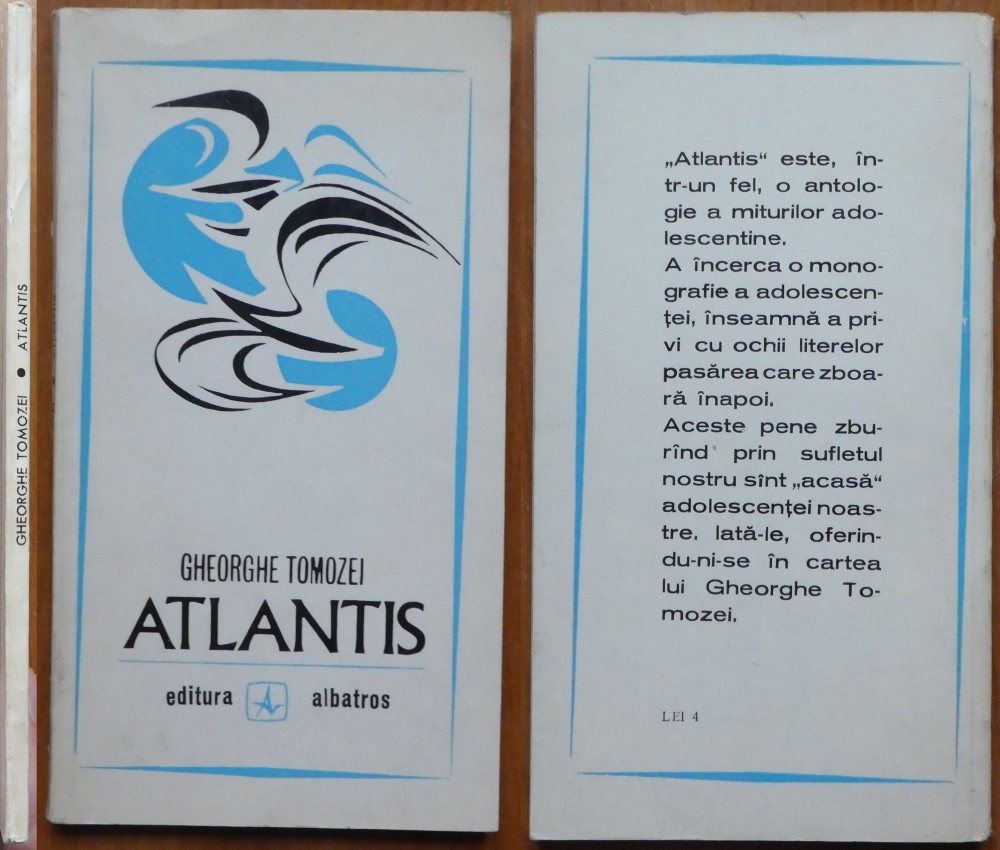 GHEORGHE TOMOZEI ● ATLANTIS
GHEORGHE TOMOZEI
ATLANTIS
editura albatros
„Atlantis“ este, în-
tr-un fel, o antolo-
gie a miturilor ado-
lescentine.
A încerca o mono-
grafie a adolescen-
ței, înseamnă a pri-
vi cu ochii literelor
pasărea care zboa-
ră înapoi.
Aceste pene zbu-
rînd prin sufletul
nostru sînt „acasă“
adolescenței noas-
tre. Iată-le, oferin-
du-ni-se în cartea
lui Gheorghe To-
mozei.
LEI 4